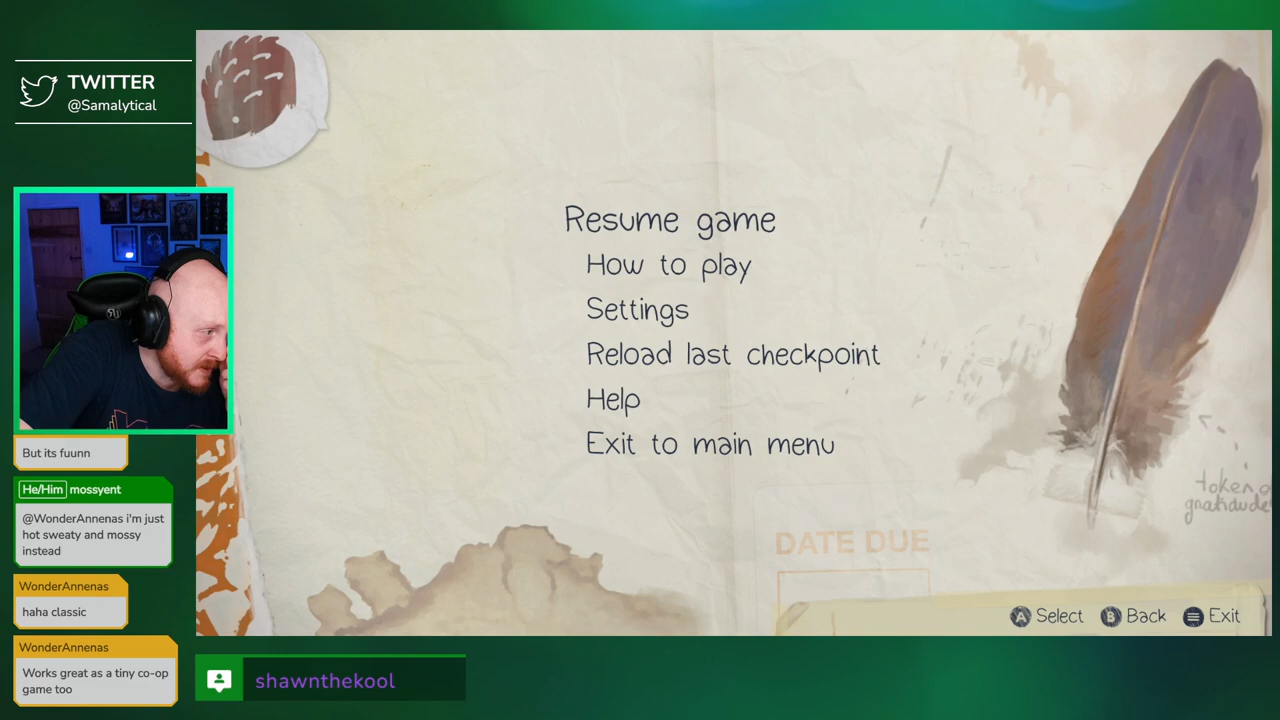 TWITTER
@Samalytical
Resume game
How to play
Settings
Reload last checkpoint
Help
Exit to main menu
token o
gratidude
DATE DUE
Select
Back
Exit
But its fuunn
He/Him mossyent
@WonderAnnenas i'm just
hot sweaty and mossy
instead
WonderAnnenas
haha classic
WonderAnnenas
Works great as a tiny co-op
game too
shawnthekool